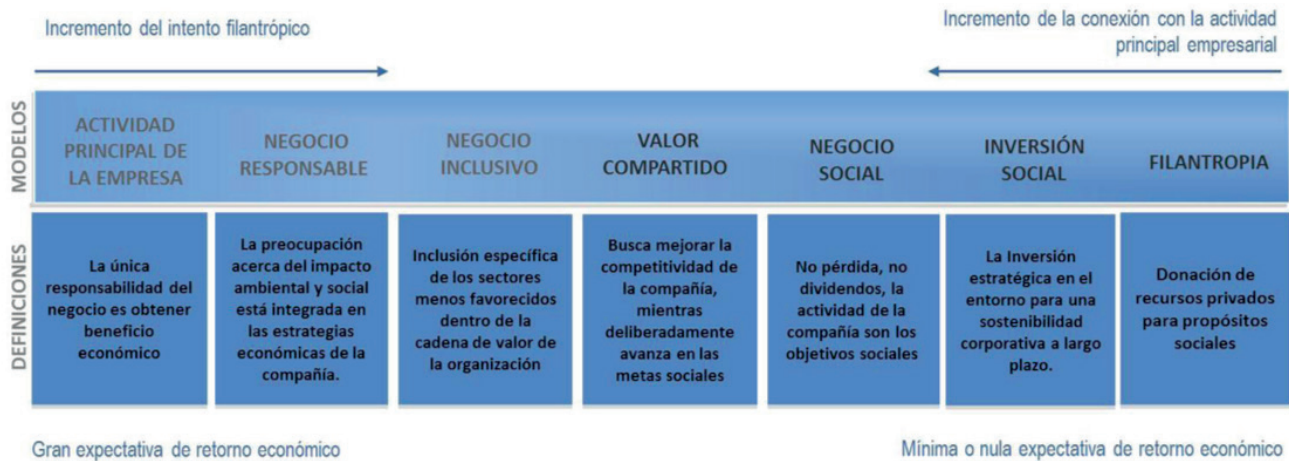 Incremento del intento filantrópico
Incremento de la conexión con la actividad
principal empresarial
MODELOS
ACTIVIDAD
PRINCIPAL DE
LA EMPRESA
NEGOCIO
RESPONSABLE
NEGOCIO
INCLUSIVO
VALOR
COMPARTIDO
NEGOCIO
SOCIAL
INVERSIÓN
SOCIAL
FILANTROPIA
DEFINICIONES
La única
responsabilidad del
negocio es obtener
beneficio
económico
La preocupación
acerca del impacto
ambiental y social
está integrada en
las estrategias
económicas de la
compañía.
Inclusión específica
de los sectores
menos favorecidos
dentro de la
cadena de valor de
la organización
Busca mejorar la
competitividad de
la compañía,
mientras
deliberadamente
avanza en las
metas sociales
No pérdida, no
dividendos, la
actividad de la
compañía son los
objetivos sociales
La Inversión
estratégica en el
entorno para una
sostenibilidad
corporativa a largo
plazo.
Donación de
recursos privados
para propósitos
sociales
Gran expectativa de retorno económico
Mínima o nula expectativa de retorno económico